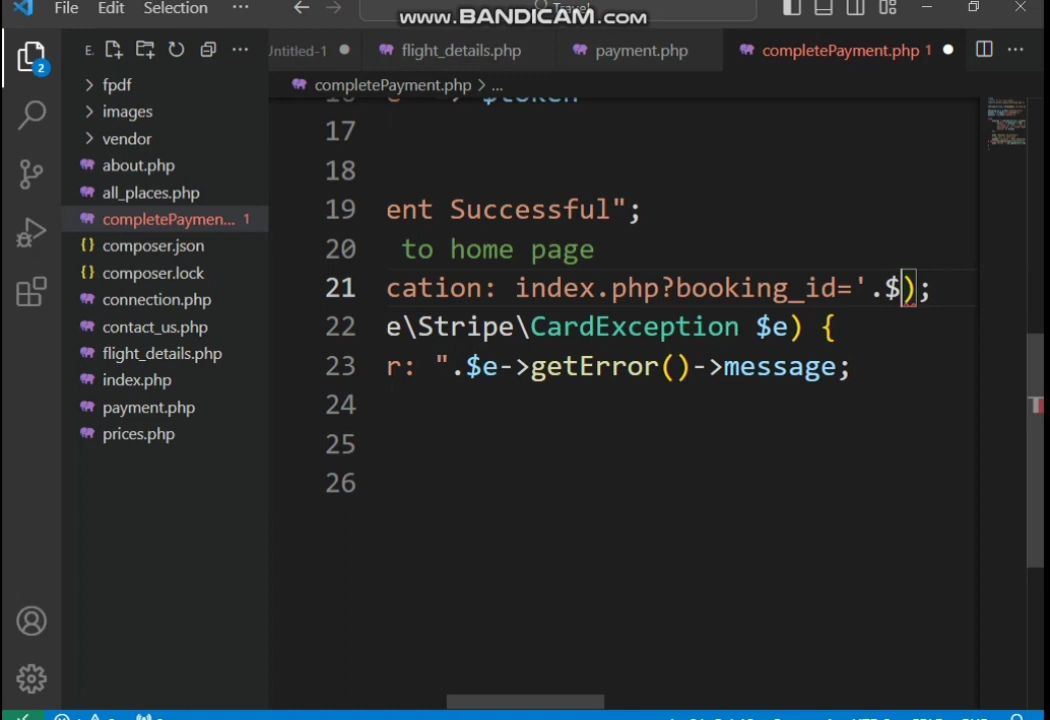 File Edit Selection ...
www.BANDICAM.com
E.
Untitled-1
flight_details.php
payment.php
completePayment.php 1
completePayment.php > ...
fpdf
images
vendor
about.php
all_places.php
completePaymen... 1
composer.json
composer.lock
connection.php
contact_us.php
flight_details.php
index.php
payment.php
prices.php
2
17
18
19 ent Successful";
20 to home page
21 cation: index.php?booking_id='.$);
22 e\Stripe\CardException $e) {
23 r: ".$e->getError()->message;
24
25
26